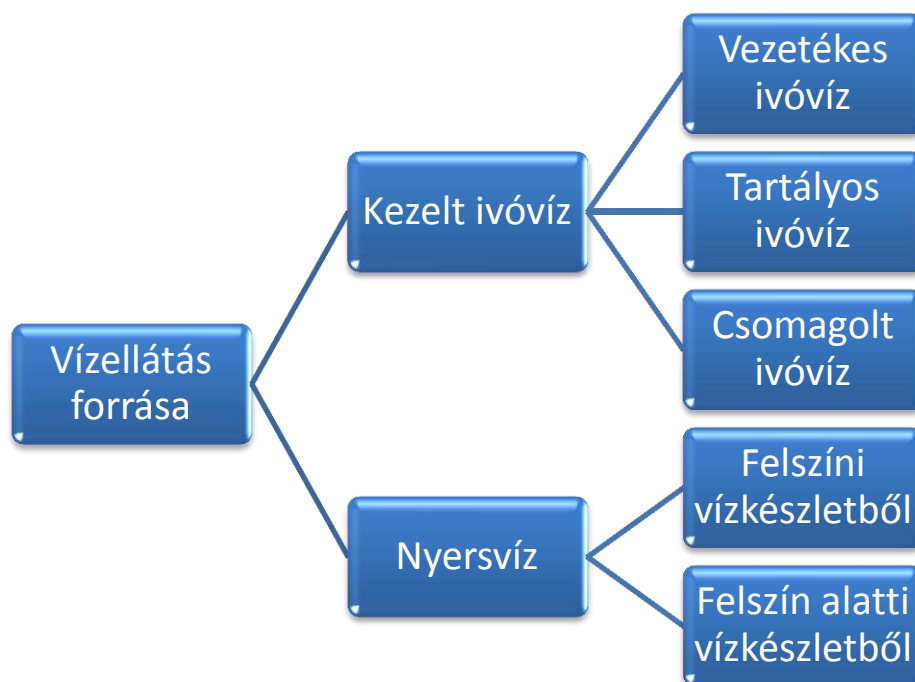 Vezetékes
ivóvíz
Kezelt ivóvíz
Tartályos
ivóvíz
Csomagolt
ivóvíz
Vízellátás
forrása
Felszíni
vízkészletből
Nyersvíz
Felszín alatti
vízkészletből